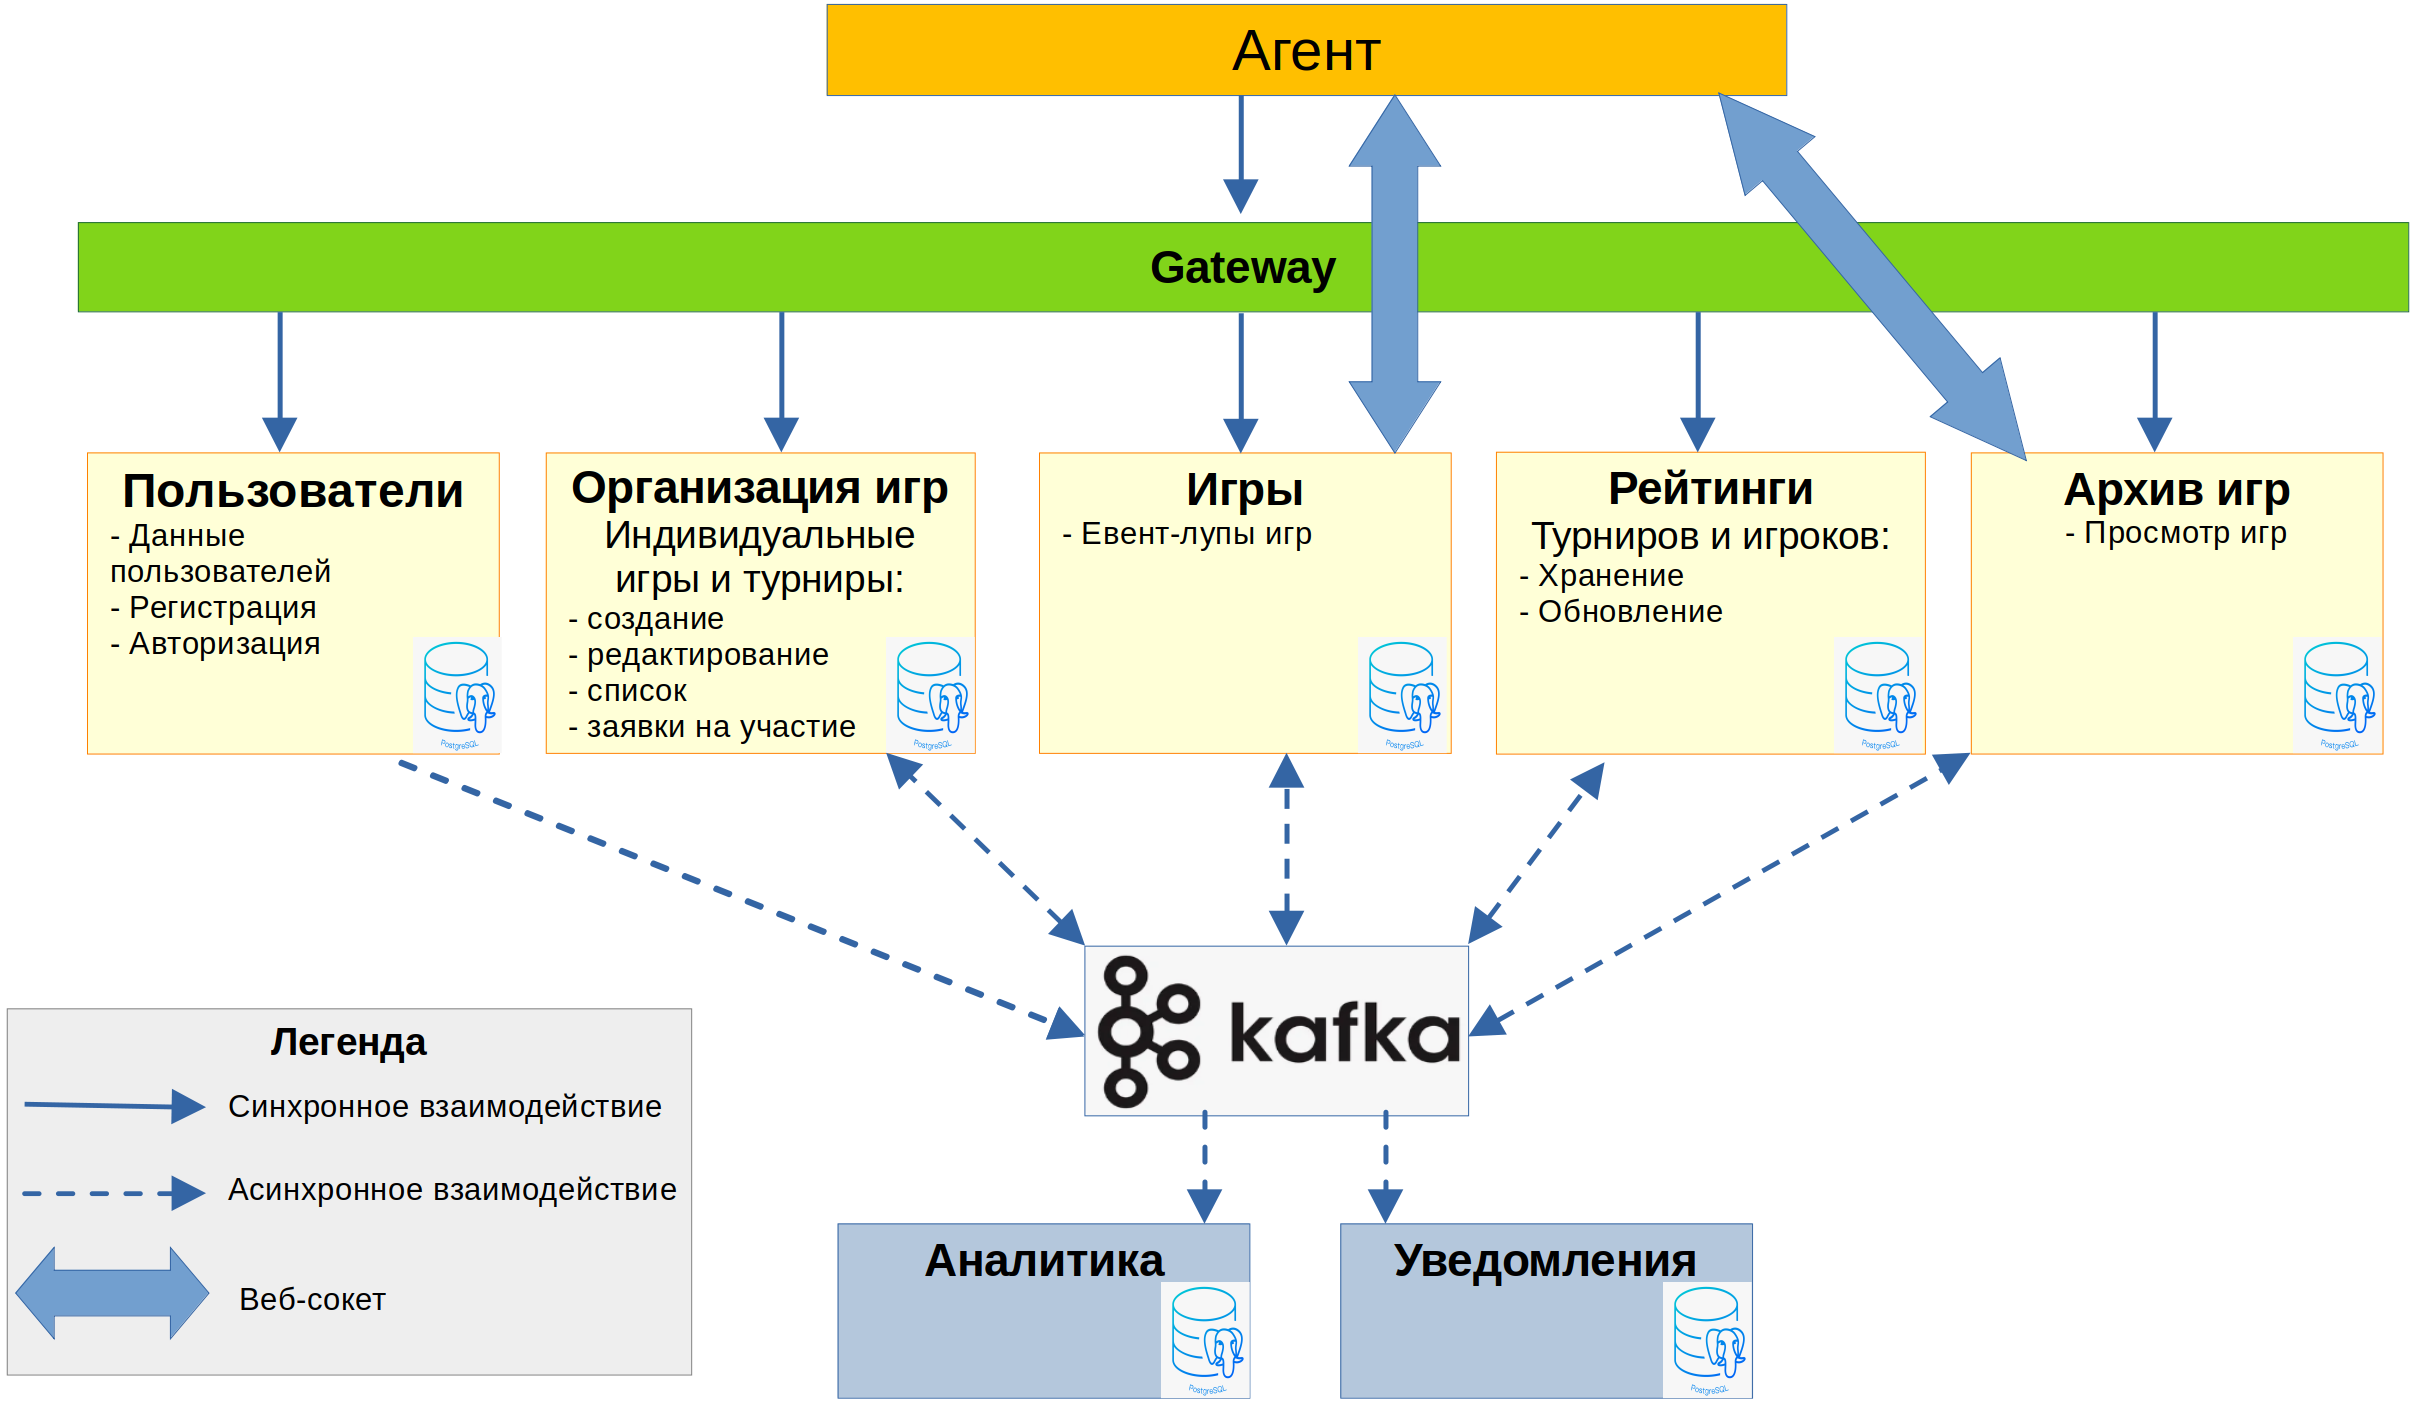 Агент
Gateway
Пользователи
- Данные
пользователей
- Регистрация
- Авторизация
PostgreSQL
Организация игр
Индивидуальные
игры и турниры:
- создание
- редактирование
- список
- заявки на участие
PostgreSQL
Игры
- Евент-лупы игр
PostgreSQL
Рейтинги
Турниров и игроков:
- Хранение
- Обновление
PostgreSQL
Архив игр
- Просмотр игр
PostgreSQL
kafka
Легенда
Синхронное взаимодействие
Асинхронное взаимодействие
Веб-сокет
Аналитика
PostgreSQL
Уведомления
PostgreSQL